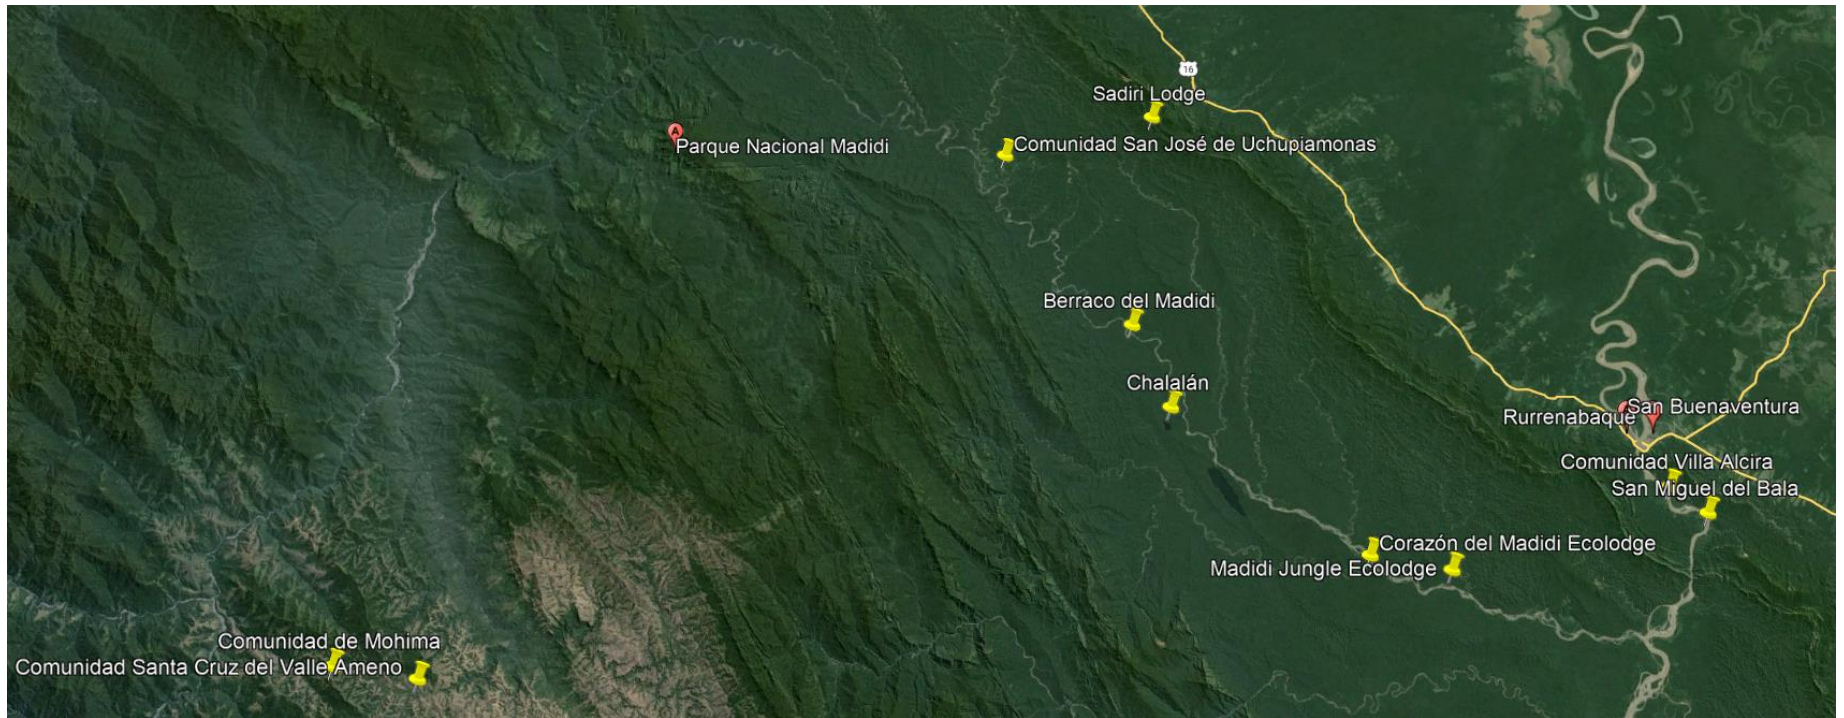 16
Sadiri Lodge
Parque Nacional Madidi
Comunidad San José de Uchupiamonas
Berraco del Madidi
Chalalán
San Buenaventura
Rurrenabaque
Comunidad Villa Alcira
San Miguel del Bala
Corazón del Madidi Ecolodge
Madidi Jungle Ecolodge
Comunidad de Mohima
Comunidad Santa Cruz del Valle Ameno
A